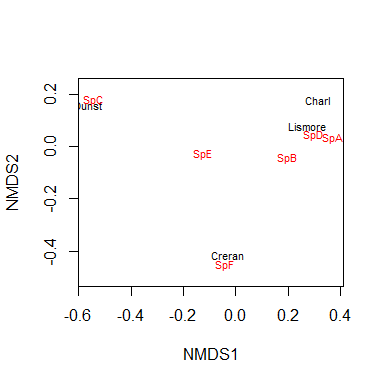 0.2
SpC
Charl
Dunst
Lismore
SpD
SpA
0.0
SpE
SpB
-0.2
NMDS2
-0.4
Creran
SpF
-0.6 -0.4 -0.2 0.0 0.2 0.4
NMDS1